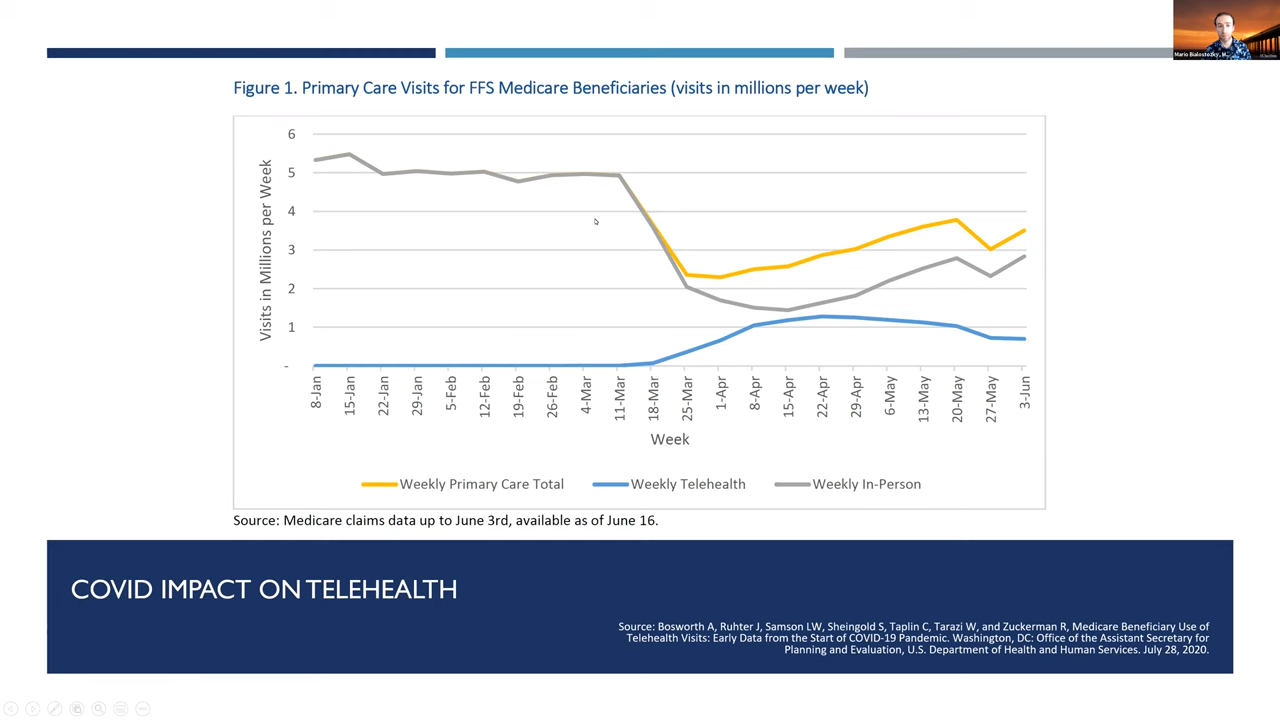 Mario Bialostozky, M...
Figure 1. Primary Care Visits for FFS Medicare Beneficiaries (visits in millions per week)
Visits in Millions per Week
6
5
4
3
2
1
-
8-Jan
15-Jan
22-Jan
29-Jan
5-Feb
12-Feb
19-Feb
26-Feb
4-Mar
11-Mar
18-Mar
25-Mar
1-Apr
8-Apr
15-Apr
22-Apr
29-Apr
6-May
13-May
20-May
27-May
3-Jun
Week
Weekly Primary Care Total
Weekly Telehealth
Weekly In-Person
Source: Medicare claims data up to June 3rd, available as of June 16.
COVID IMPACT ON TELEHEALTH
Source: Bosworth A, Ruhter J, Samson LW, Sheingold S, Taplin C, Tarazi W, and Zuckerman R, Medicare Beneficiary Use of
Telehealth Visits: Early Data from the Start of COVID-19 Pandemic. Washington, DC: Office of the Assistant Secretary for
Planning and Evaluation, U.S. Department of Health and Human Services. July 28, 2020.